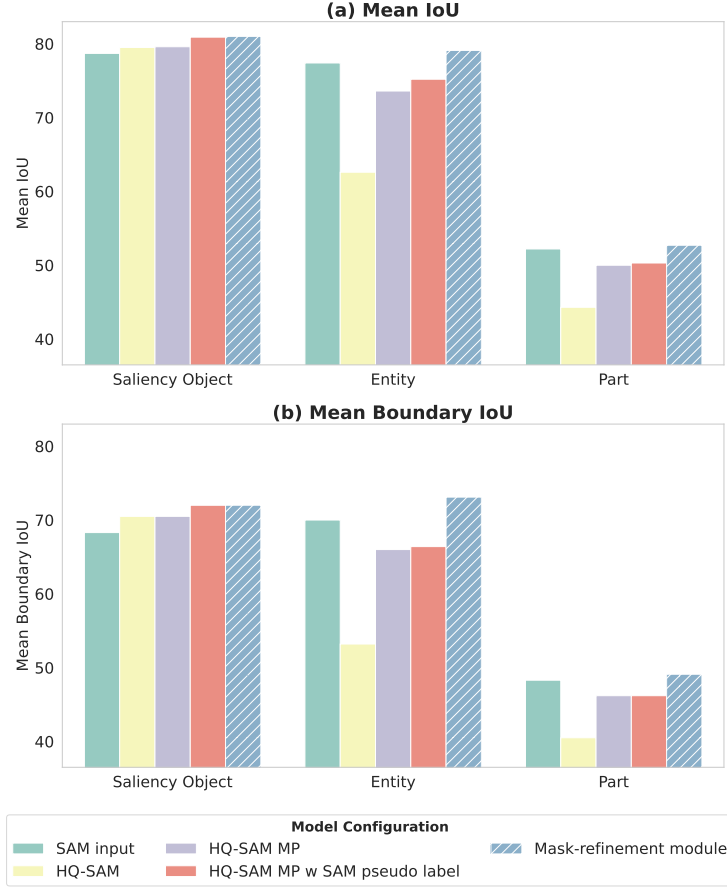 (a) Mean IoU
Mean IoU
80
70
60
50
40
Saliency Object Entity Part
(b) Mean Boundary IoU
Mean Boundary IoU
80
70
60
50
40
Saliency Object Entity Part
Model Configuration
SAM input HQ-SAM MP Mask-refinement module
HQ-SAM HQ-SAM MP w SAM pseudo label